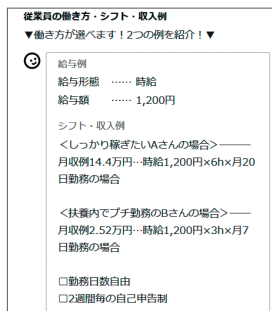 従業員の働き方・シフト・収入例
▼働き方が選べます！2つの例を紹介！▼
給与例
給与形態 …… 時給
給与額 …… 1,200円
シフト・収入例
＜しっかり稼ぎたいAさんの場合＞――
月収例14.4万円…時給1,200円×6h×月20
日勤務の場合
＜扶養内でプチ勤務のBさんの場合＞――
月収例2.52万円…時給1,200円×3h×月7
日勤務の場合
□勤務日数自由
□2週間毎の自己申告制